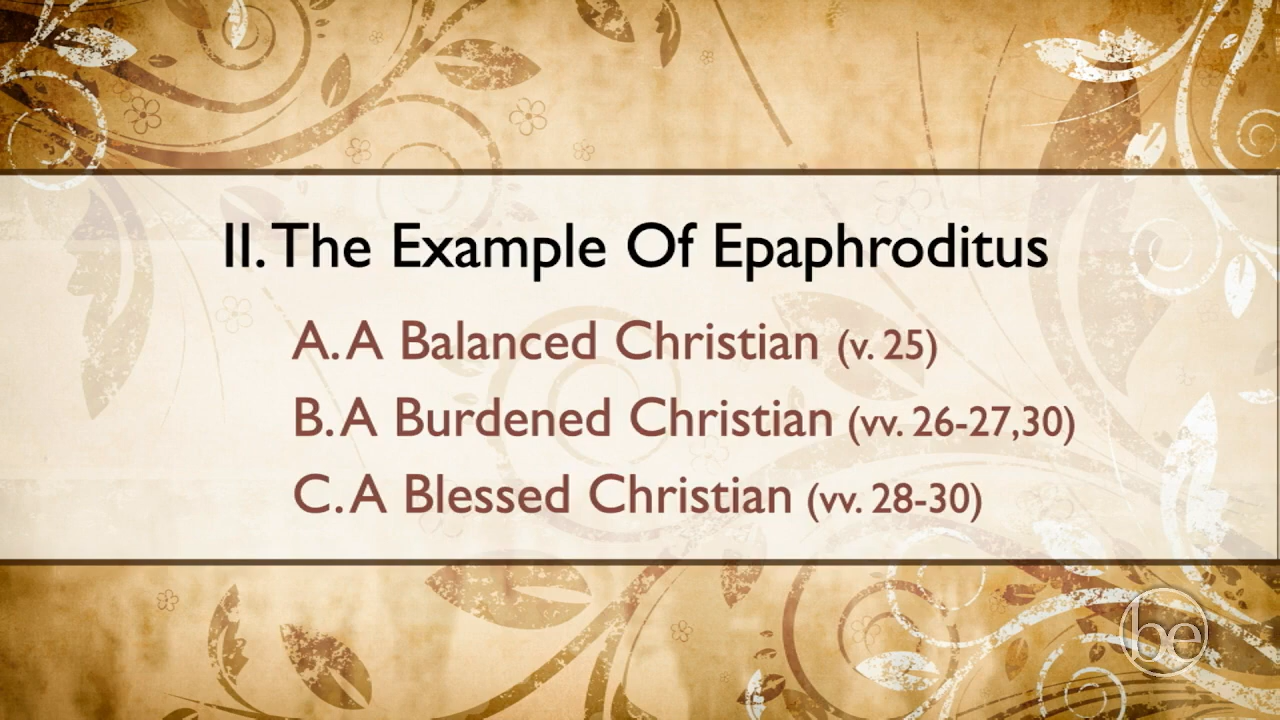 II. The Example Of Epaphroditus
A. A Balanced Christian (v. 25)
B. A Burdened Christian (vv. 26-27,30)
C. A Blessed Christian (vv. 28-30)
be